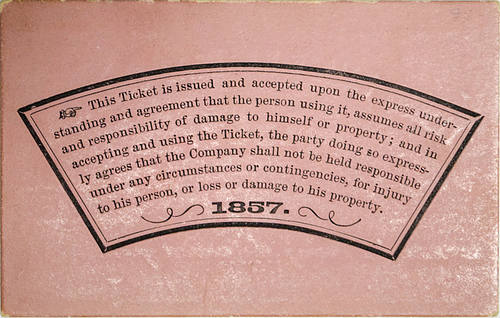 ☞ This Ticket is issued and accepted upon the express under-
standing and agreement that the person using it, assumes all risk
and responsibility of damage to himself or property; and in
accepting and using the Ticket, the party doing so express-
ly agrees that the Company shall not be held responsible
under any circumstances or contingencies, for injury
to his person, or loss or damage to his property.
1857.